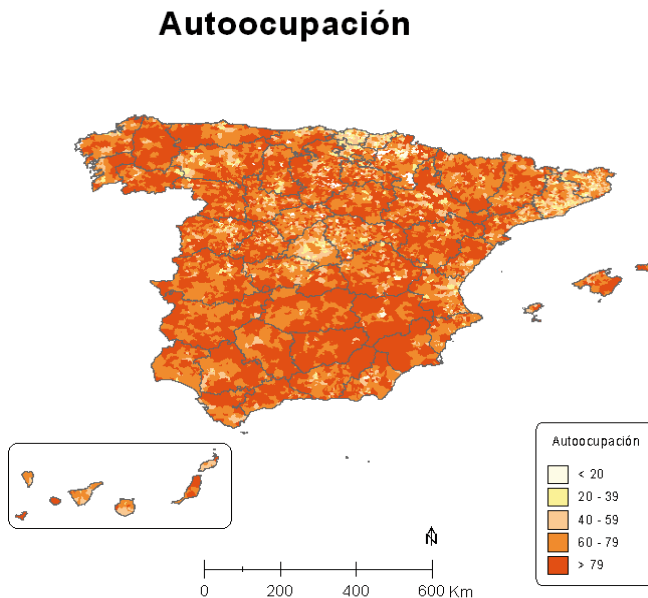 Autoocupación
Autoocupación
< 20
20 - 39
40 - 59
60 - 79
> 79
N
0 200 400 600 Km